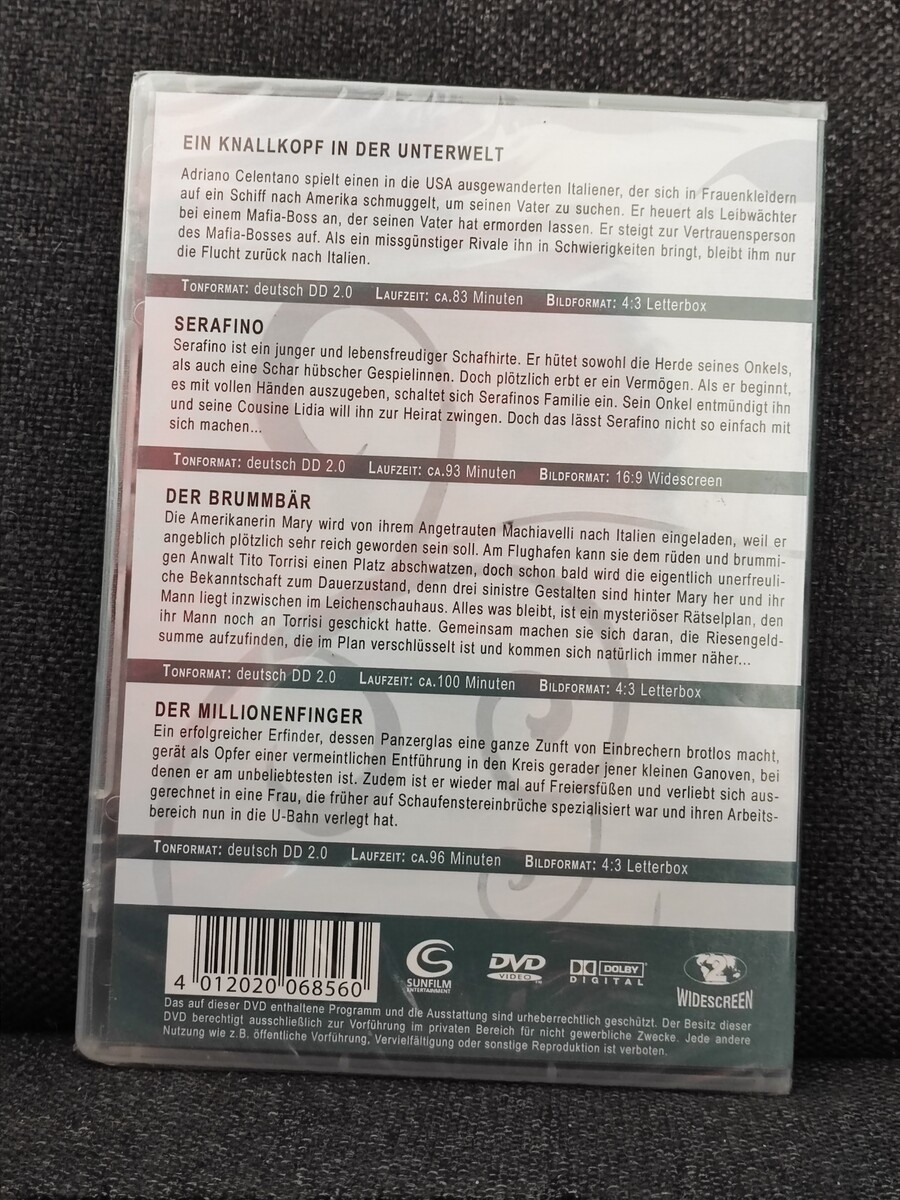 EIN KNALLKOPF IN DER UNTERWELT
Adriano Celentano spielt einen in die USA ausgewanderten Italiener, der sich in Frauenkleidern
auf ein Schiff nach Amerika schmuggelt, um seinen Vater zu suchen. Er heuert als Leibwächter
bei einem Mafia-Boss an, der seinen Vater hat ermorden lassen. Er steigt zur Vertrauensperson
des Mafia-Bosses auf. Als ein missgünstiger Rivale ihn in Schwierigkeiten bringt, bleibt ihm nur
die Flucht zurück nach Italien.
TONFORMAT: deutsch DD 2.0 LAUFZEIT: CA.83 Minuten BILDFORMAT: 4:3 Letterbox
SERAFINO
Serafino ist ein junger und lebensfreudiger Schafhirte. Er hütet sowohl die Herde seines Onkels,
als auch eine Schar hübscher Gespielinnen. Doch plötzlich erbt er ein Vermögen. Als er beginnt,
es mit vollen Händen auszugeben, schaltet sich Serafinos Familie ein. Sein Onkel entmündigt ihn
und seine Cousine Lidia will ihn zur Heirat zwingen. Doch das lässt Serafino nicht so einfach mit
sich machen...
TONFORMAT: deutsch DD 2.0 LAUFZEIT: CA.93 Minuten BILDFORMAT: 16:9 Widescreen
DER BRUMMBÄR
Die Amerikanerin Mary wird von ihrem Angetrauten Machiavelli nach Italien eingeladen, weil er
angeblich plötzlich sehr reich geworden sein soll. Am Flughafen kann sie dem rüden und brummi-
gen Anwalt Tito Torrisi einen Platz abschwatzen, doch schon bald wird die eigentlich unerfreuli-
che Bekanntschaft zum Dauerzustand, denn drei sinistre Gestalten sind hinter Mary her und ihr
Mann liegt inzwischen im Leichenschauhaus. Alles was bleibt, ist ein mysteriöser Rätselplan, den
ihr Mann noch an Torrisi geschickt hatte. Gemeinsam machen sie sich daran, die Riesengeld-
summe aufzufinden, die im Plan verschlüsselt ist und kommen sich natürlich immer näher...
TONFORMAT: deutsch DD 2.0 LAUFZEIT: CA.100 Minuten BILDFORMAT: 4:3 Letterbox
DER MILLIONENFINGER
Ein erfolgreicher Erfinder, dessen Panzerglas eine ganze Zunft von Einbrechern brotlos macht,
gerät als Opfer einer vermeintlichen Entführung in den Kreis gerader jener kleinen Ganoven, bei
denen er am unbeliebtesten ist. Zudem ist er wieder mal auf Freiersfüßen und verliebt sich aus-
gerechnet in eine Frau, die früher auf Schaufenstereinbrüche spezialisiert war und ihren Arbeits-
bereich nun in die U-Bahn verlegt hat.
TONFORMAT: deutsch DD 2.0 LAUFZEIT: CA.96 Minuten BILDFORMAT: 4:3 Letterbox
4 012020 068560
SUNFILM
ENTERTAINMENT
DVD
VIDEO
DOLBY
DIGITAL
2
WIDESCREEN
Das auf dieser DVD enthaltene Programm und die Ausstattung sind urheberrechtlich geschützt. Der Besitz dieser
DVD berechtigt ausschließlich zur Vorführung im privaten Bereich für nicht gewerbliche Zwecke. Jede andere
Nutzung wie z.B. öffentliche Vorführung, Vervielfältigung oder sonstige Reproduktion ist verboten.